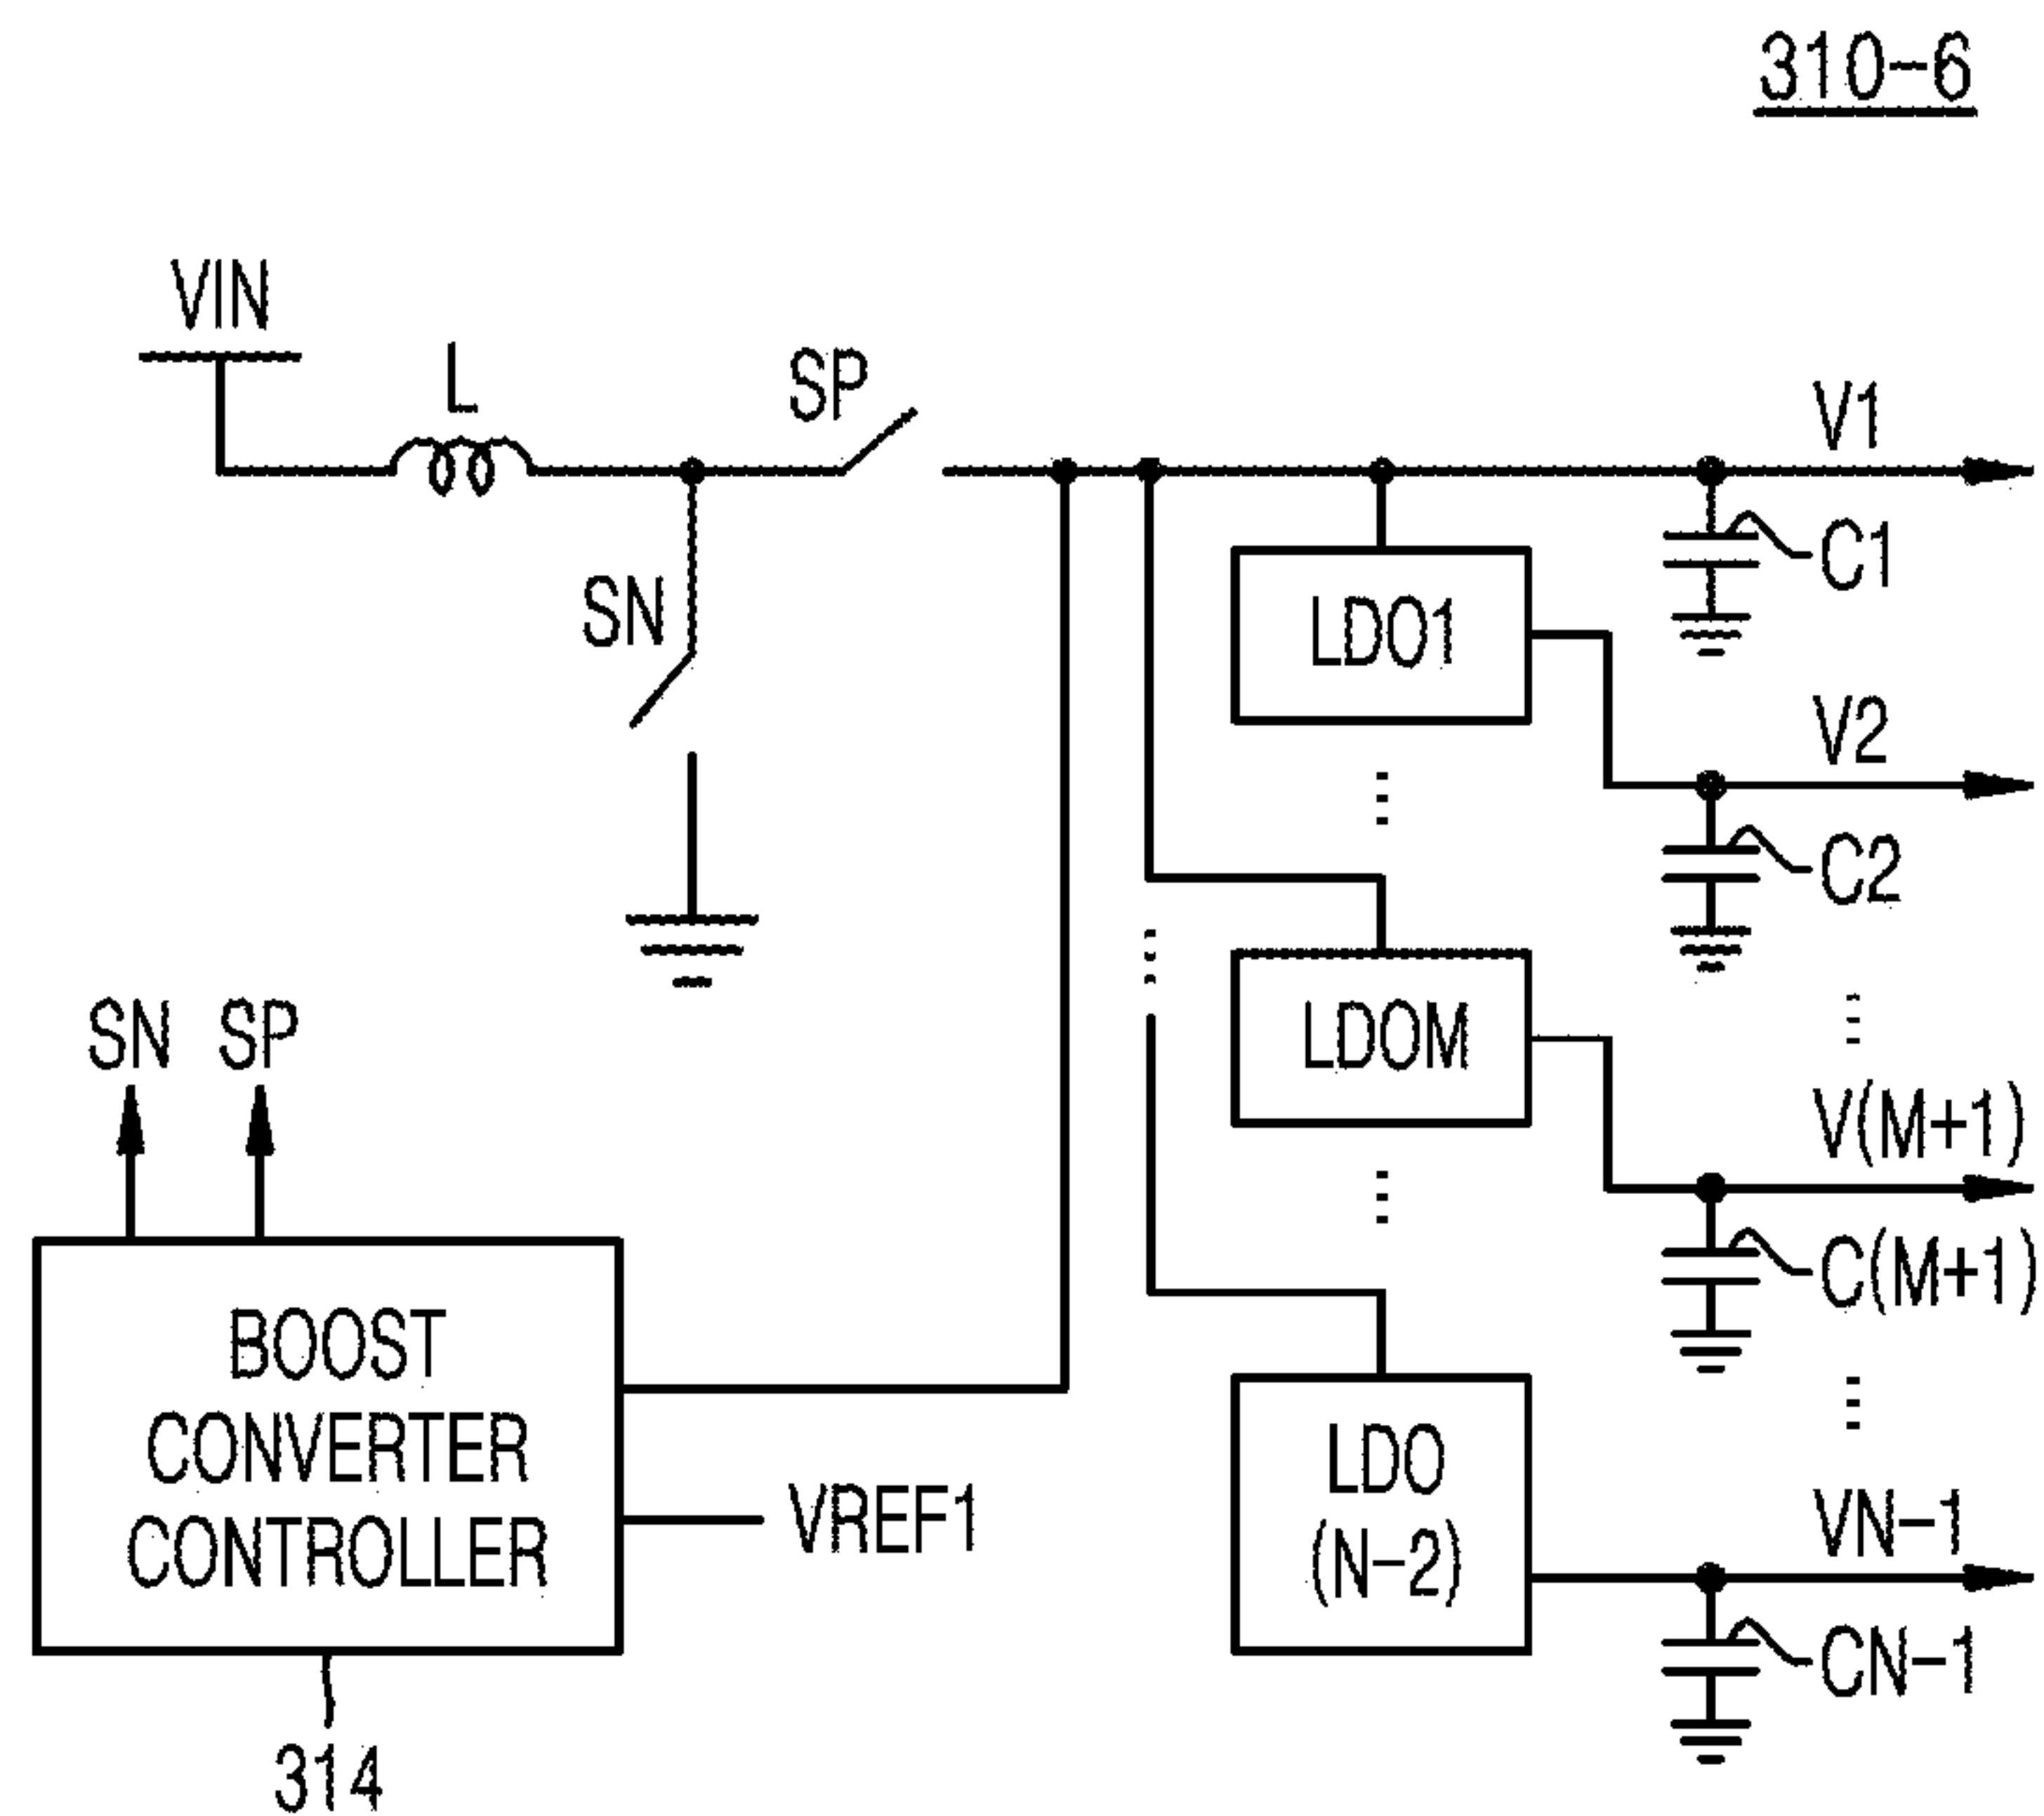 310-6
VIN
L
SP
V1
C1
SN
LDO1
V2
C2
SN SP
LDOM
V(M+1)
C(M+1)
BOOST
CONVERTER
CONTROLLER
VREF1
LDO
(N-2)
VN-1
CN-1
314